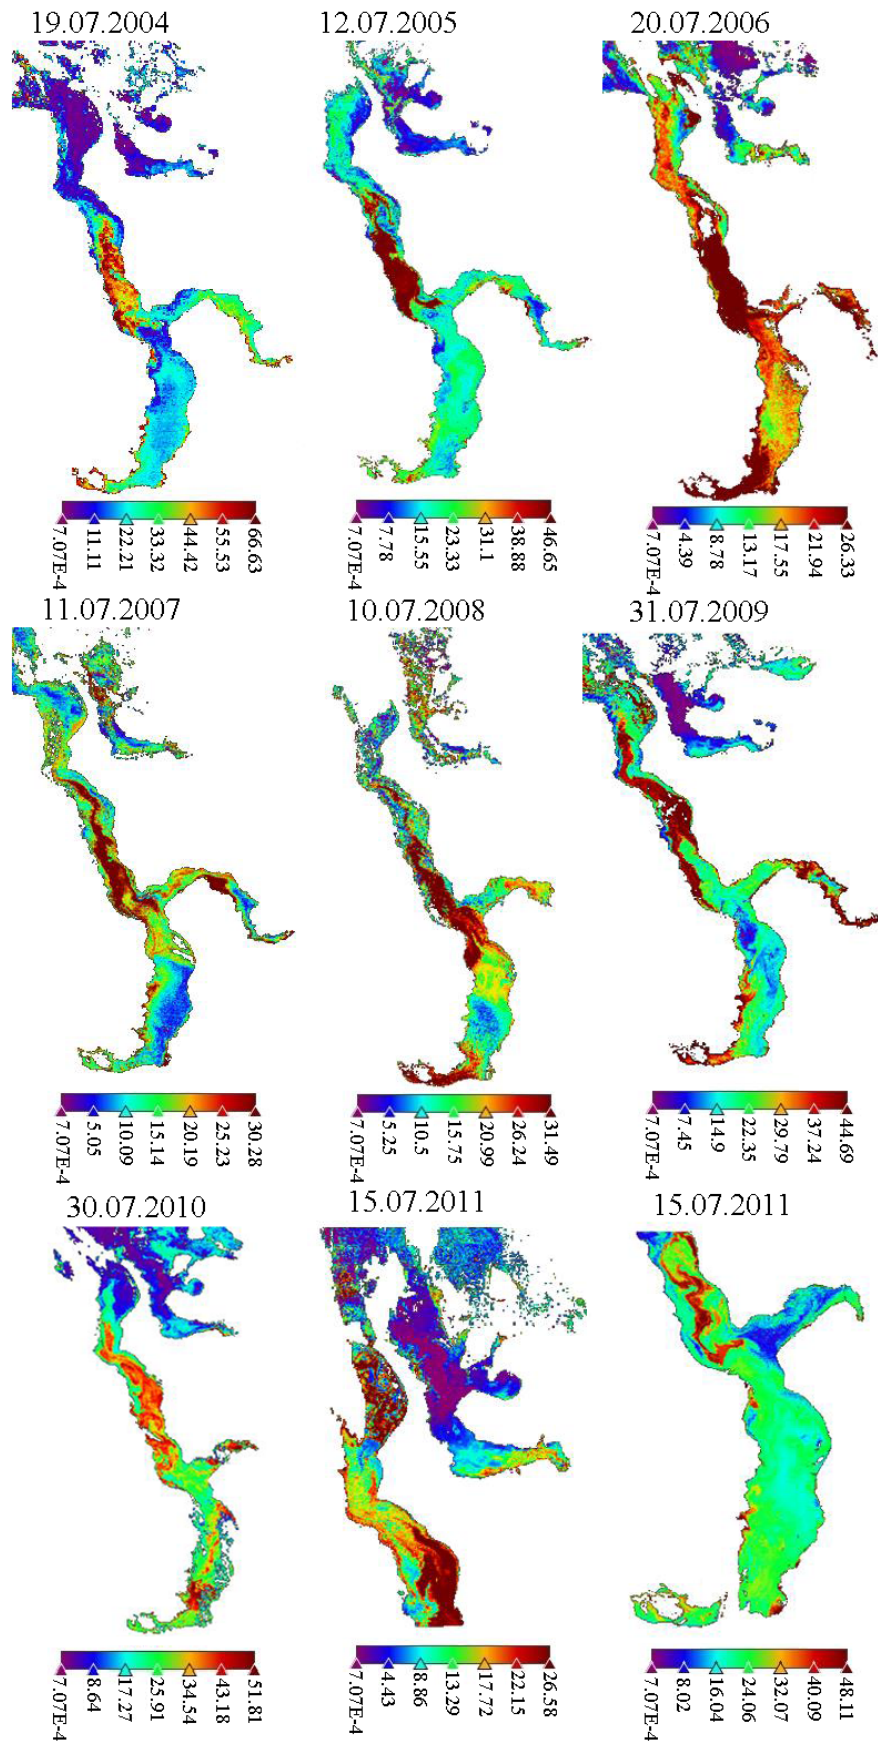 19.07.2004
12.07.2005
20.07.2006
7.07E-4 11.11 22.21 33.32 44.42 55.53 66.63
7.07E-4 7.78 15.55 23.33 31.1 38.88 46.65
7.07E-4 4.39 8.78 13.17 17.55 21.94 26.33
11.07.2007
10.07.2008
31.07.2009
7.07E-4 5.05 10.09 15.14 20.19 25.23 30.28
7.07E-4 5.25 10.5 15.75 20.99 26.24 31.49
7.07E-4 7.45 14.9 22.35 29.79 37.24 44.69
30.07.2010
15.07.2011
15.07.2011
7.07E-4 8.64 17.27 25.91 34.54 43.18 51.81
7.07E-4 4.43 8.86 13.29 17.72 22.15 26.58
7.07E-4 8.02 16.04 24.06 32.07 40.09 48.11